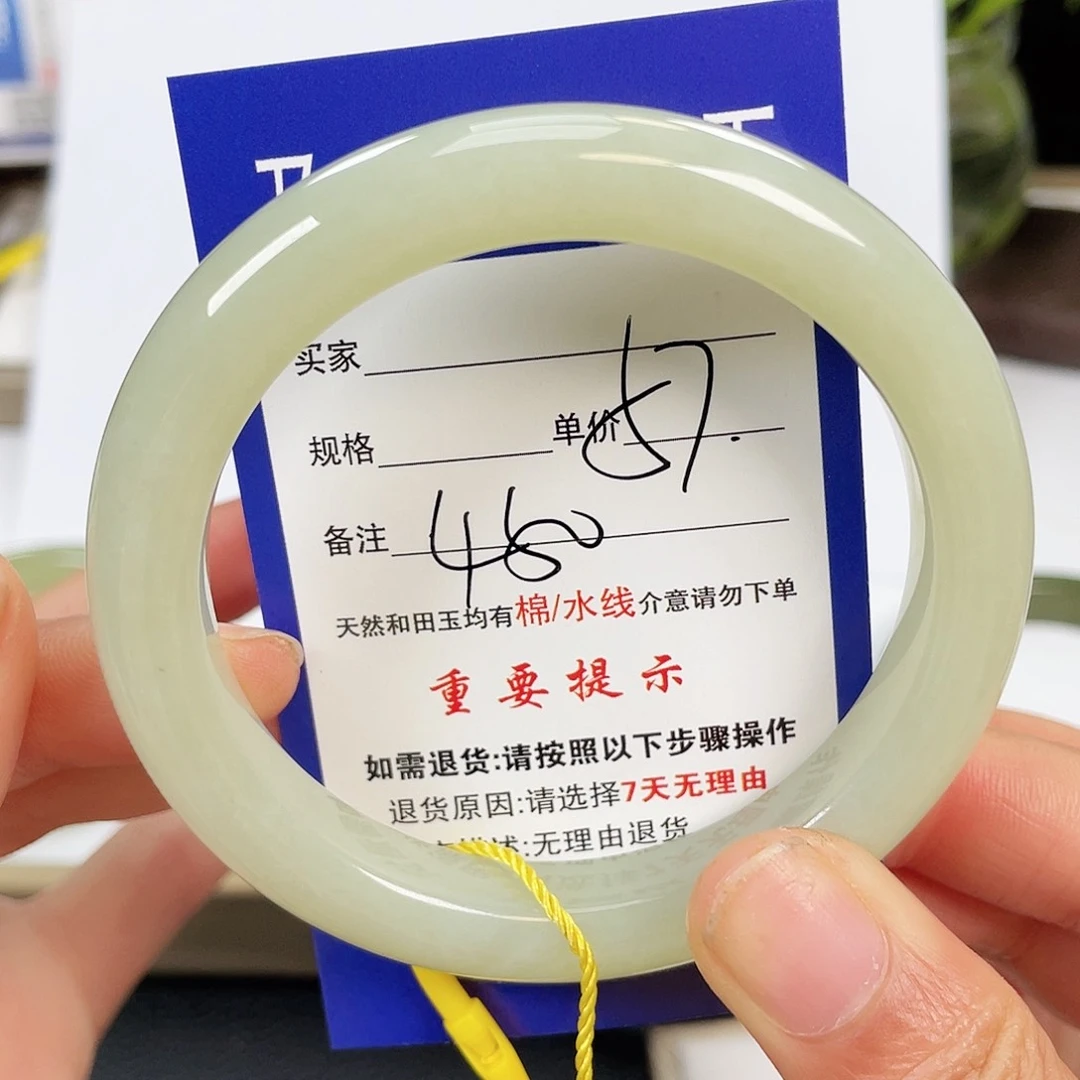 买家
规格 单价 67.
备注 460
天然和田玉均有棉/水线介意请勿下单
重要提示
如需退货:请按照以下步骤操作
退货原因:请选择7天无理由
描述:无理由退货